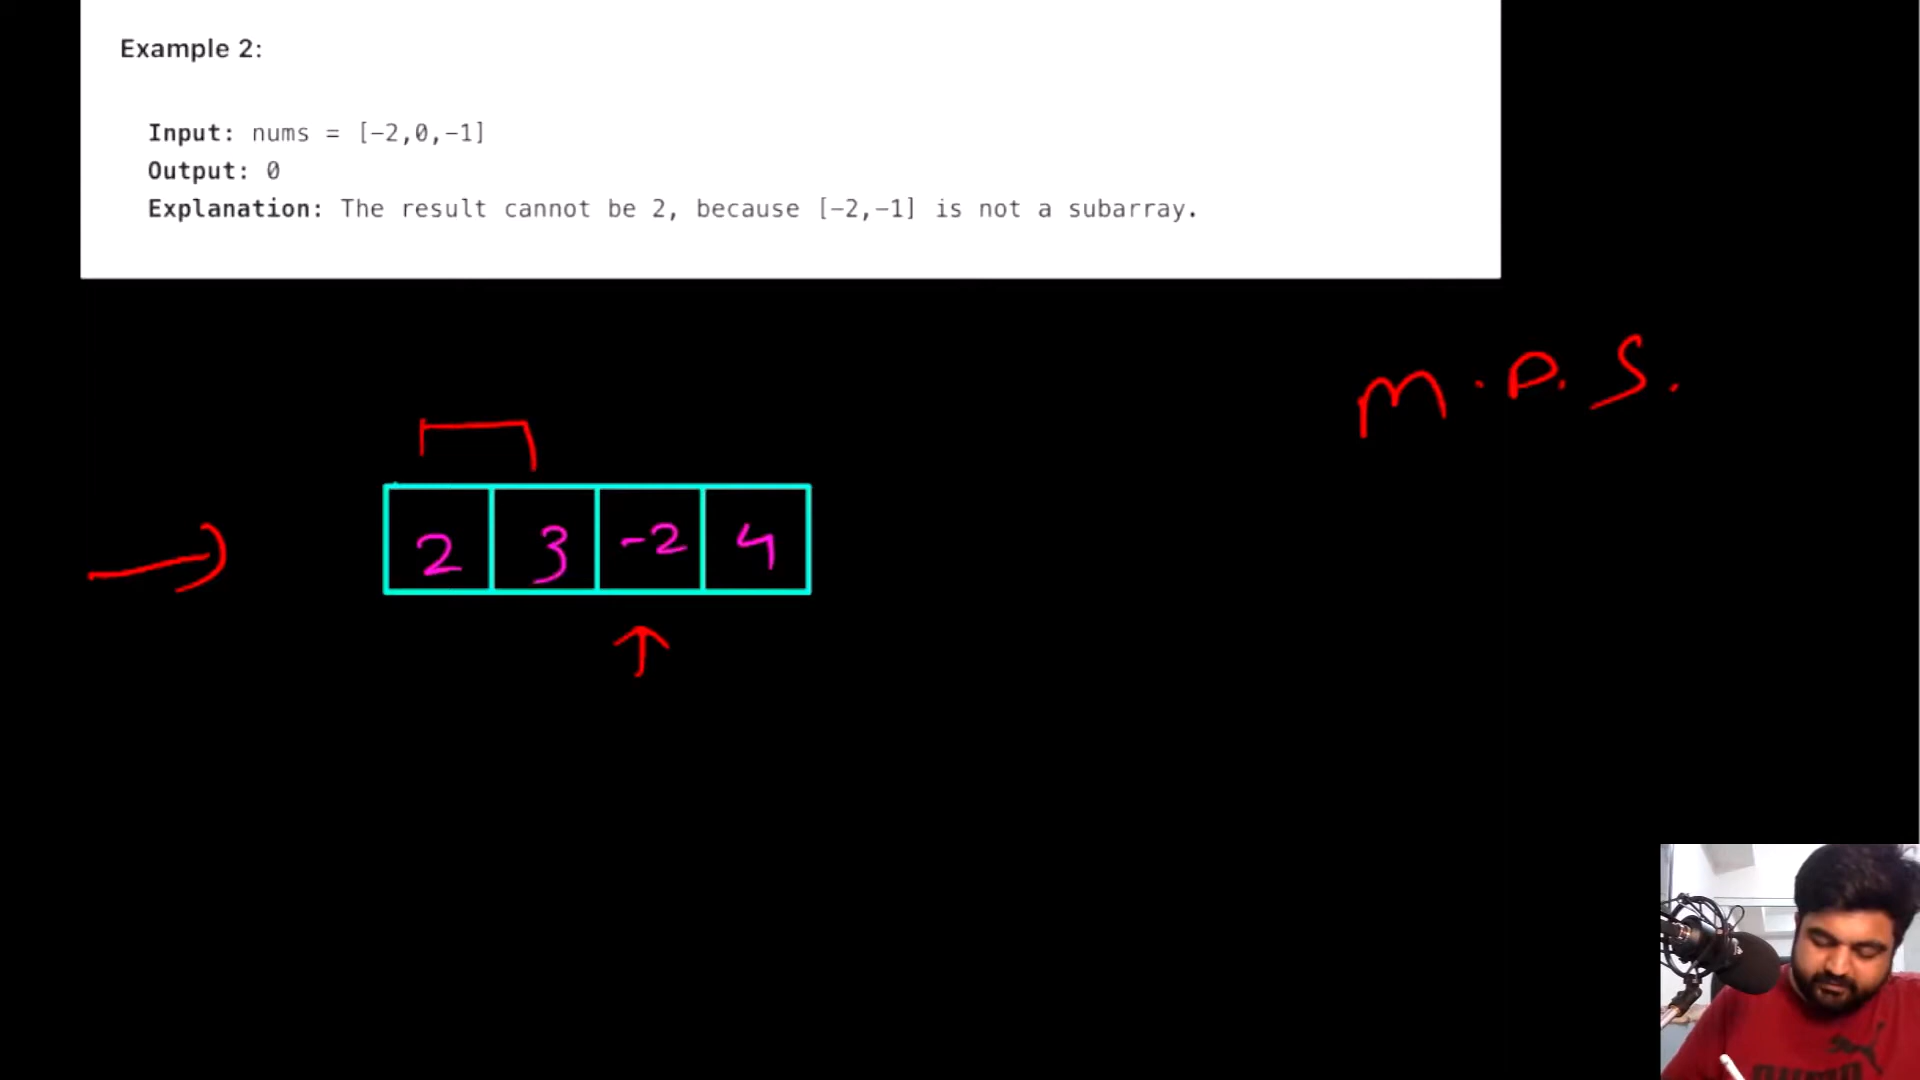 Example 2:
Input: nums = [-2,0,-1]
Output: 0
Explanation: The result cannot be 2, because [-2,-1] is not a subarray.
M.P.S.
2 3 -2 4